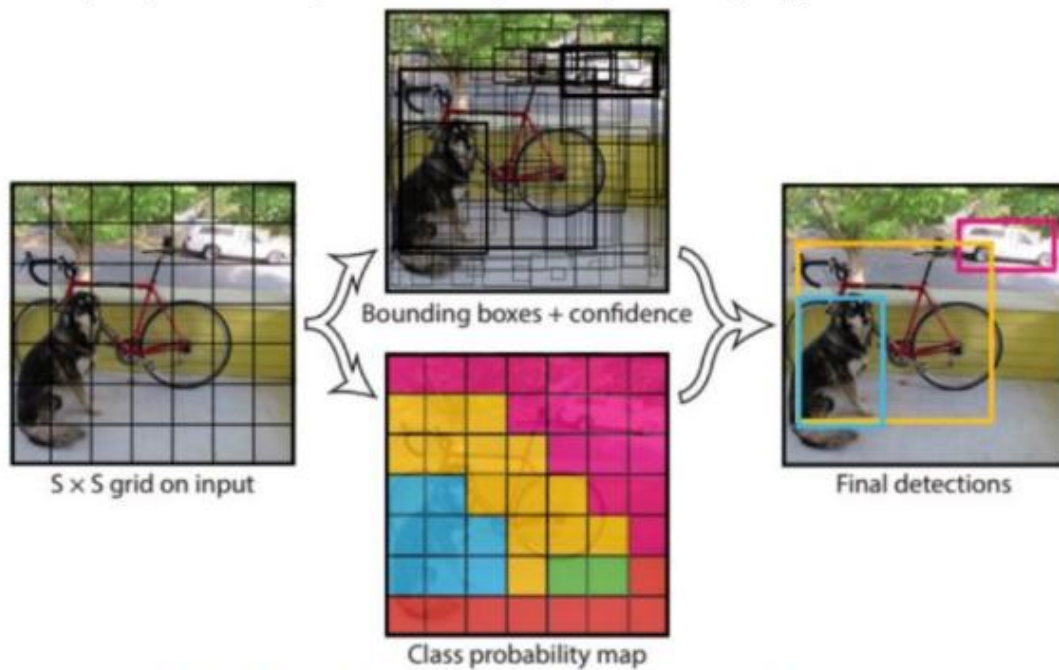 Bounding boxes + confidence
S × S grid on input
Final detections
Class probability map